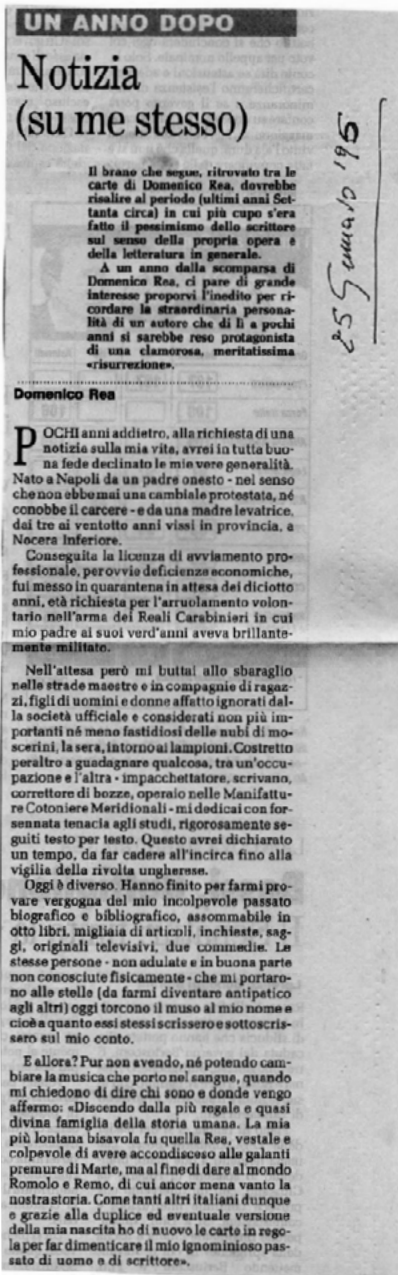 UN ANNO DOPO
Notizia
(su me stesso)
25 Gennaio '95
Il brano che segue, ritrovato tra le
carte di Domenico Rea, dovrebbe
risalire al periodo (ultimi anni Set-
tanta circa) in cui più cupo s'era
fatto il pessimismo dello scrittore
sul senso della propria opera e
della letteratura in generale.
A un anno dalla scomparsa di
Domenico Rea, ci pare di grande
interesse proporvi l'inedito per ri-
cordare la straordinaria persona-
lità di un autore che di lì a pochi
anni si sarebbe reso protagonista
di una clamorosa, meritatissima
«risurrezione».
Domenico Rea
POCHI anni addietro, alla richiesta di una
notizia sulla mia vita, avrei in tutta buo-
na fede declinato le mie vere generalità.
Nato a Napoli da un padre onesto - nel senso
che non ebbe mai una cambiale protestata, né
conobbe il carcere - e da una madre levatrice,
dai tre ai ventotto anni vissi in provincia, a
Nocera Inferiore.
Conseguita la licenza di avviamento pro-
fessionale, per ovvie deficienze economiche,
fui messo in quarantena in attesa dei diciotto
anni, età richiesta per l'arruolamento volon-
tario nell'arma dei Reali Carabinieri in cui
mio padre ai suoi verd'anni aveva brillante-
mente militato.
Nell'attesa però mi buttai allo sbaraglio
nelle strade maestre e in compagnie di ragaz-
zi, figli di uomini e donne affatto ignorati dal-
la società ufficiale e considerati non più im-
portanti né meno fastidiosi delle nubi di mo-
scerini, la sera, intorno ai lampioni. Costretto
peraltro a guadagnare qualcosa, tra un'occu-
pazione e l'altra - impacchettatore, scrivano,
correttore di bozze, operaio nelle Manifattu-
re Cotoniere Meridionali - mi dedicai con for-
sennata tenacia agli studi, rigorosamente se-
guiti testo per testo. Questo avrei dichiarato
un tempo, da far cadere all'incirca fino alla
vigilia della rivolta ungherese.
Oggi è diverso. Hanno finito per farmi pro-
vare vergogna del mio incolpevole passato
biografico e bibliografico, assommabile in
otto libri, migliaia di articoli, inchieste, sag-
gi, originali televisivi, due commedie. Le
stesse persone - non adulate e in buona parte
non conosciute fisicamente - che mi portaro-
no alle stelle (da farmi diventare antipatico
agli altri) oggi torcono il muso al mio nome e
cioè a quanto essi stessi scrissero e sottoscris-
sero sul mio conto.
E allora? Pur non avendo, né potendo cam-
biare la musica che porto nel sangue, quando
mi chiedono di dire chi sono e donde vengo
affermo: «Discendo dalla più regale e quasi
divina famiglia della storia umana. La mia
più lontana bisavola fu quella Rea, vestale e
colpevole di avere accondisceso alle galanti
premure di Marte, ma al fine di dare al mondo
Romolo e Remo, di cui ancor mena vanto la
nostra storia. Come tanti altri italiani dunque
e grazie alla duplice ed eventuale versione
della mia nascita ho di nuovo le carte in rego-
la per far dimenticare il mio ignominioso pas-
sato di uomo e di scrittore».